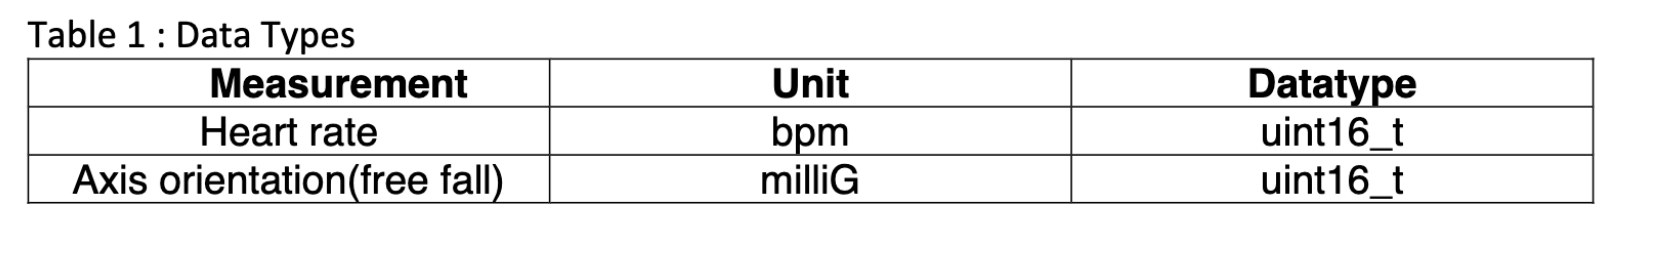 Table 1 : Data Types
Measurement Unit Datatype
Heart rate bpm uint16_t
Axis orientation(free fall) milliG uint16_t